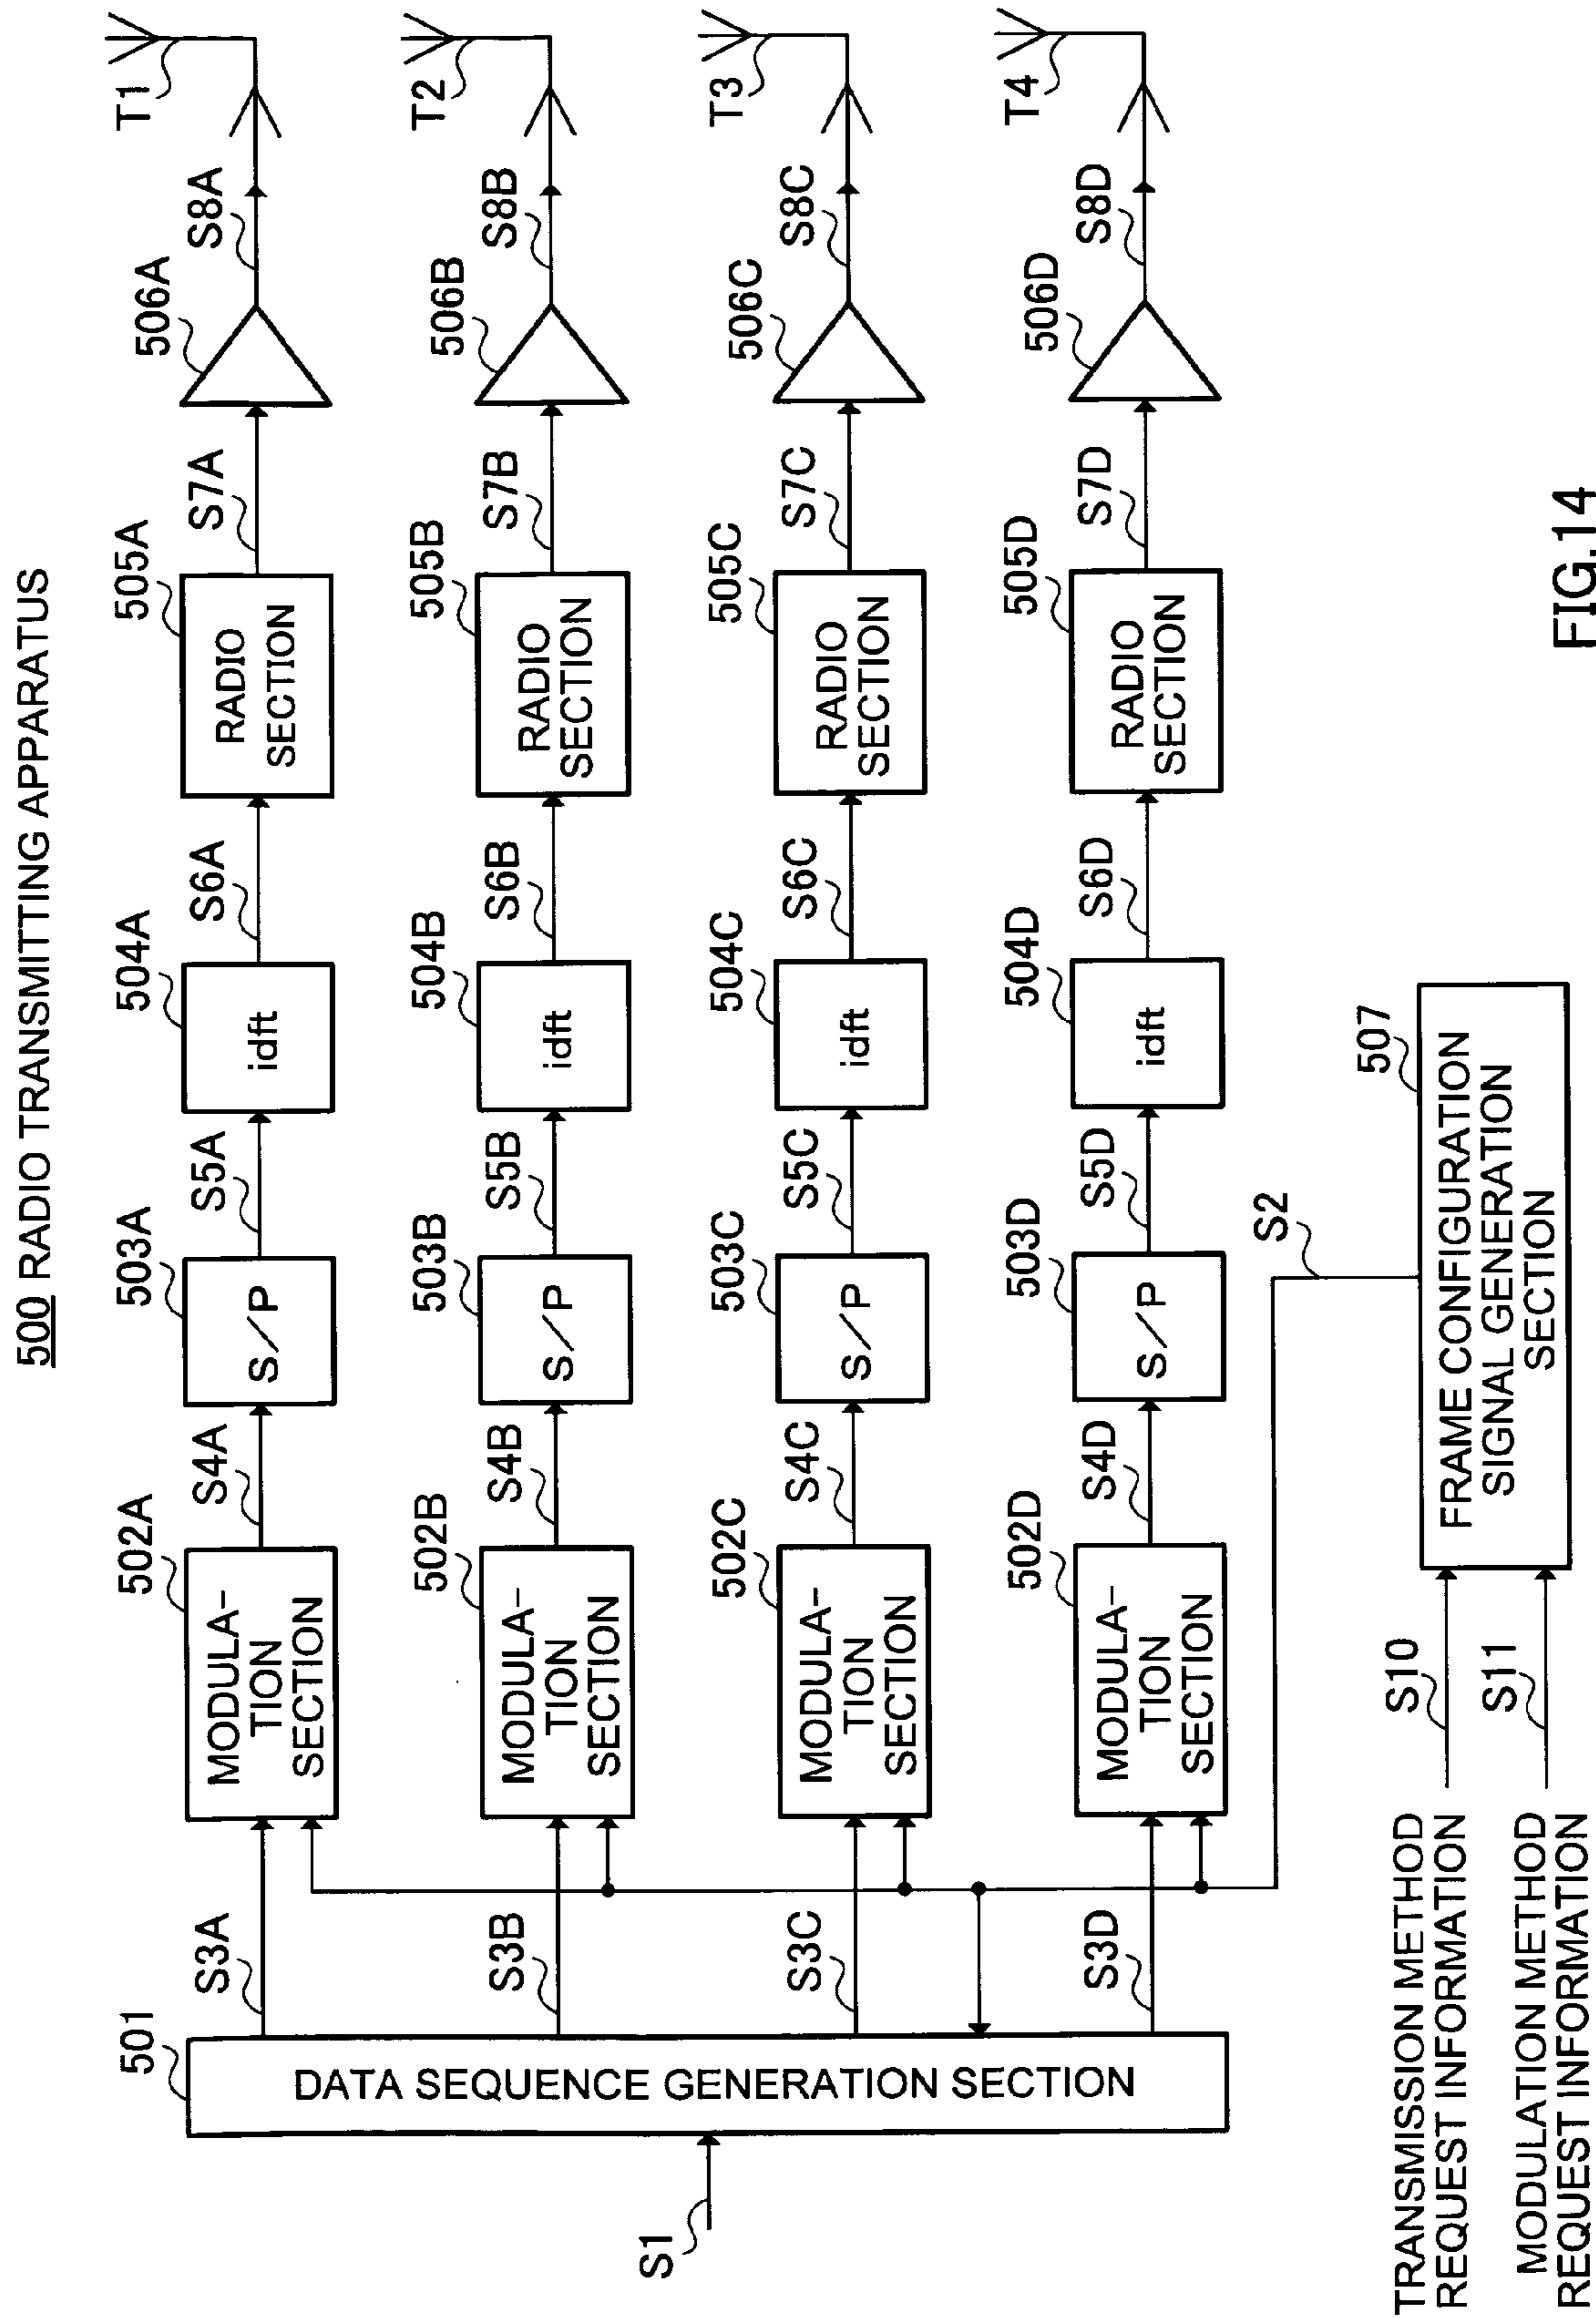 500 RADIO TRANSMITTING APPARATUS
501
DATA SEQUENCE GENERATION SECTION
S1
S3A
502A
MODULA-
TION
SECTION
S4A
503A
S/P
S5A
504A
idft
S6A
505A
RADIO
SECTION
S7A
506A
S8A
T1
S3B
502B
MODULA-
TION
SECTION
S4B
503B
S/P
S5B
504B
idft
S6B
505B
RADIO
SECTION
S7B
506B
S8B
T2
S3C
502C
MODULA-
TION
SECTION
S4C
503C
S/P
S5C
504C
idft
S6C
505C
RADIO
SECTION
S7C
506C
S8C
T3
S3D
502D
MODULA-
TION
SECTION
S4D
503D
S/P
S5D
504D
idft
S6D
505D
RADIO
SECTION
S7D
506D
S8D
T4
S2
507
FRAME CONFIGURATION
SIGNAL GENERATION
SECTION
TRANSMISSION METHOD
REQUEST INFORMATION
S10
MODULATION METHOD
REQUEST INFORMATION
S11
FIG.14